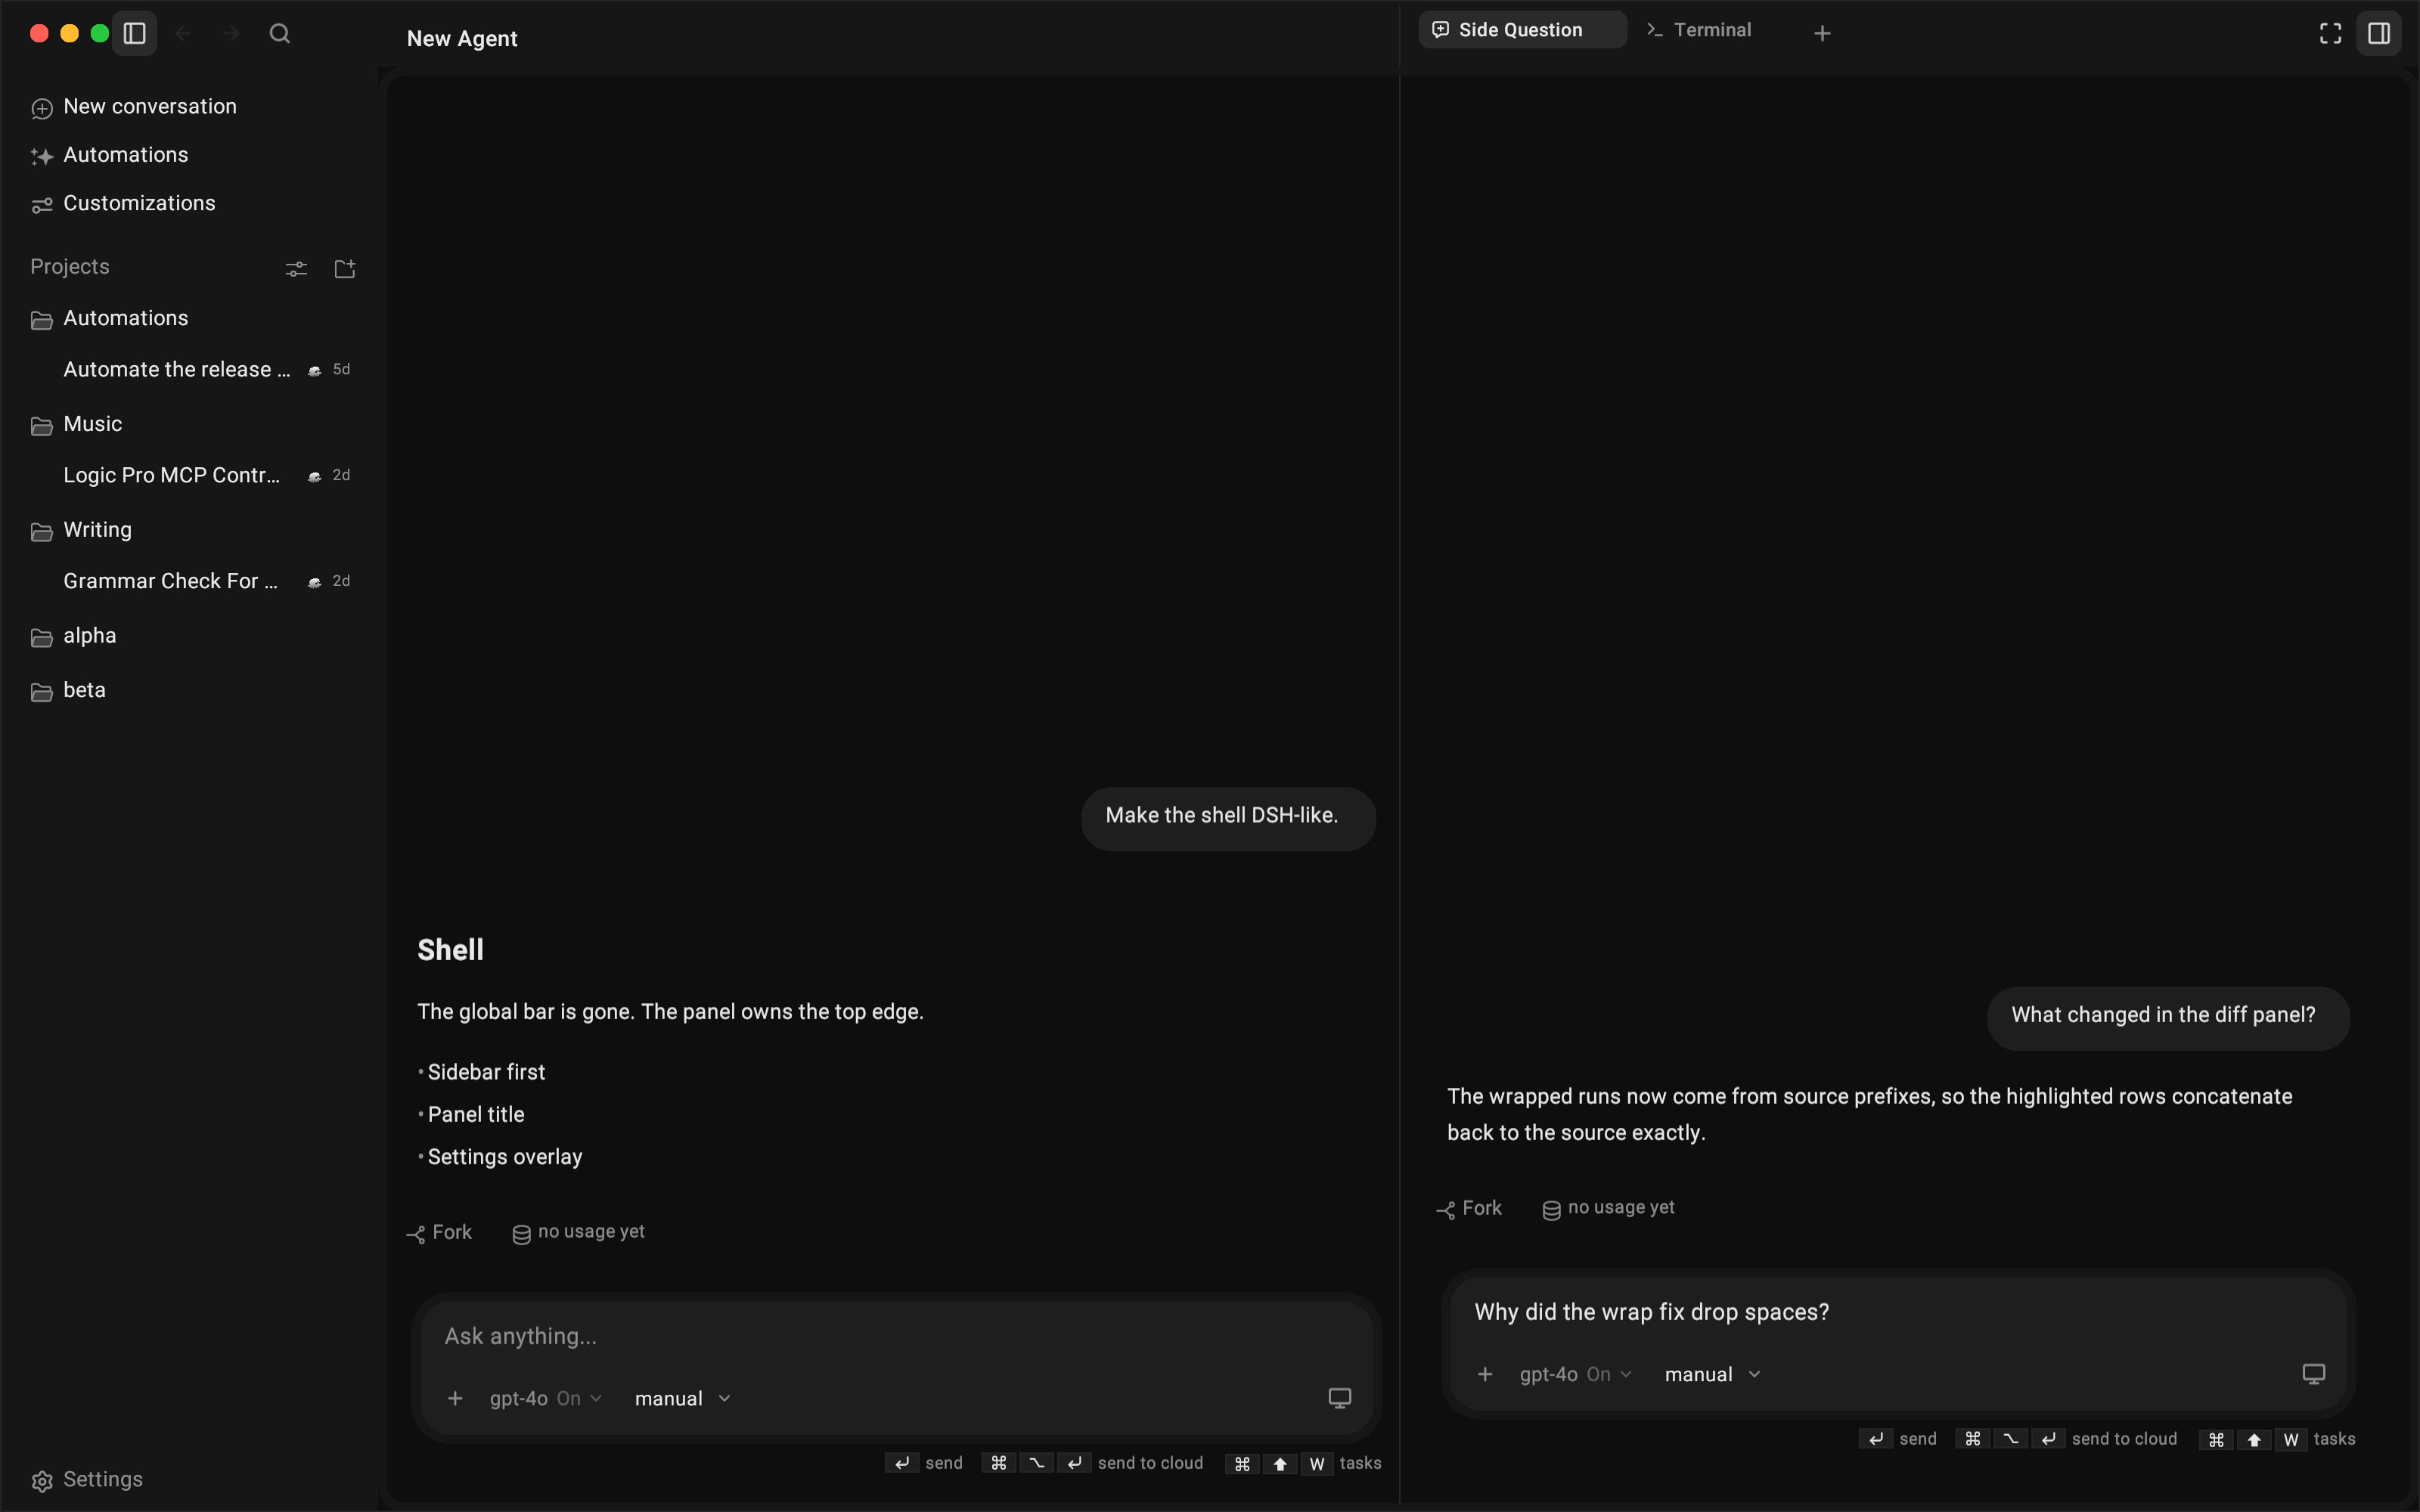 New Agent
Side Question
Terminal
New conversation
Automations
Customizations
Projects
Automations
Automate the release ... 5d
Music
Logic Pro MCP Contr... 2d
Writing
Grammar Check For ... 2d
alpha
beta
Settings
Make the shell DSH-like.
Shell
The global bar is gone. The panel owns the top edge.
• Sidebar first
• Panel title
• Settings overlay
Fork no usage yet
Ask anything...
+ gpt-4o On manual
↵ send ⌘ ⌥ ↵ send to cloud ⌘ ⬆ W tasks
What changed in the diff panel?
The wrapped runs now come from source prefixes, so the highlighted rows concatenate
back to the source exactly.
Fork no usage yet
Why did the wrap fix drop spaces?
+ gpt-4o On manual
↵ send ⌘ ⌥ ↵ send to cloud ⌘ ⬆ W tasks